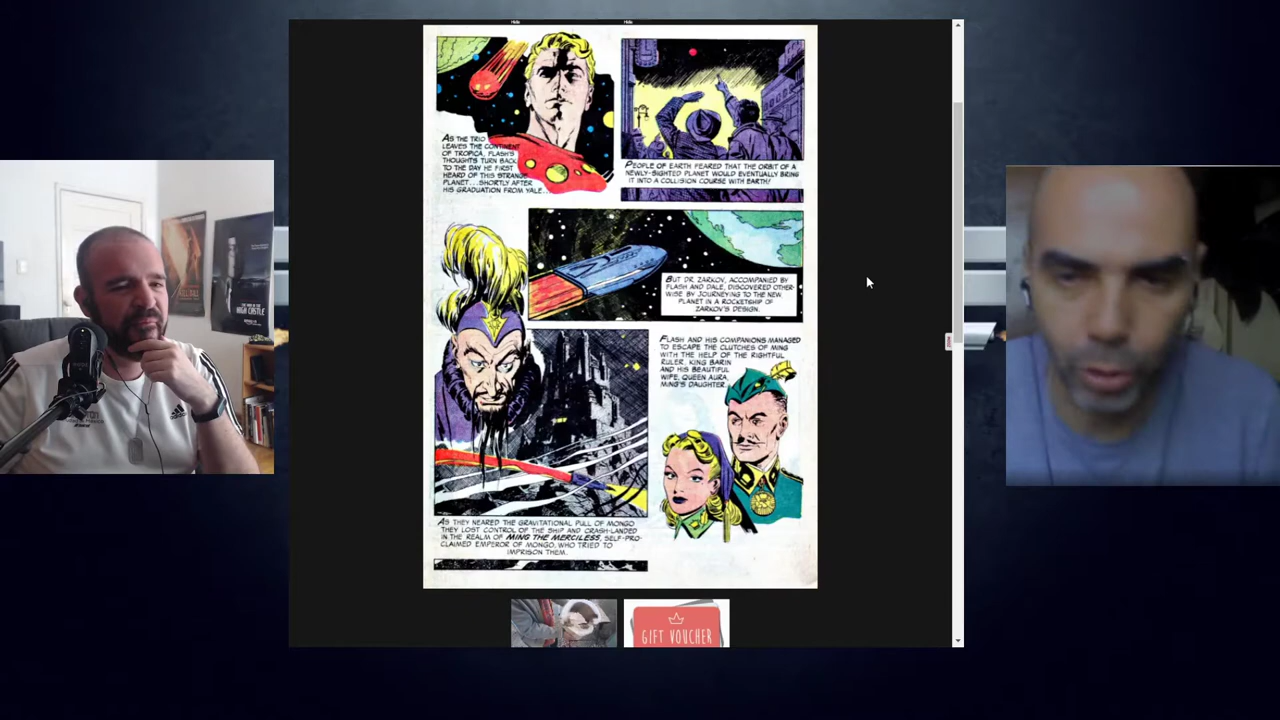 Helix
Helix
AS THE TRIO
LEAVES THE CONTINENT
OF TROPICA, FLASH'S
THOUGHTS TURN BACK
TO THE DAY HE FIRST
HEARD OF THIS STRANGE
PLANET...SHORTLY AFTER
HIS GRADUATION FROM YALE...
PEOPLE OF EARTH FEARED THAT THE ORBIT OF A
NEWLY-SIGHTED PLANET WOULD EVENTUALLY BRING
IT INTO A COLLISION COURSE WITH EARTH!
BUT DR. ZARKOV, ACCOMPANIED BY
FLASH AND DALE, DISCOVERED OTHER-
WISE BY JOURNEYING TO THE NEW
PLANET IN A ROCKETSHIP OF
ZARKOV'S DESIGN.
AS THEY NEARED THE GRAVITATIONAL PULL OF MONGO
THEY LOST CONTROL OF THE SHIP AND CRASH-LANDED
IN THE REALM OF MING THE MERCILESS, SELF-PRO-
CLAIMED EMPEROR OF MONGO, WHO TRIED TO
IMPRISON THEM.
FLASH AND HIS COMPANIONS MANAGED
TO ESCAPE THE CLUTCHES OF MING
WITH THE HELP OF THE RIGHTFUL
RULER, KING BARIN
AND HIS BEAUTIFUL
WIFE, QUEEN AURA,
MING'S DAUGHTER.
GIFT VOUCHER
KILL BILL
HIGH CASTLE